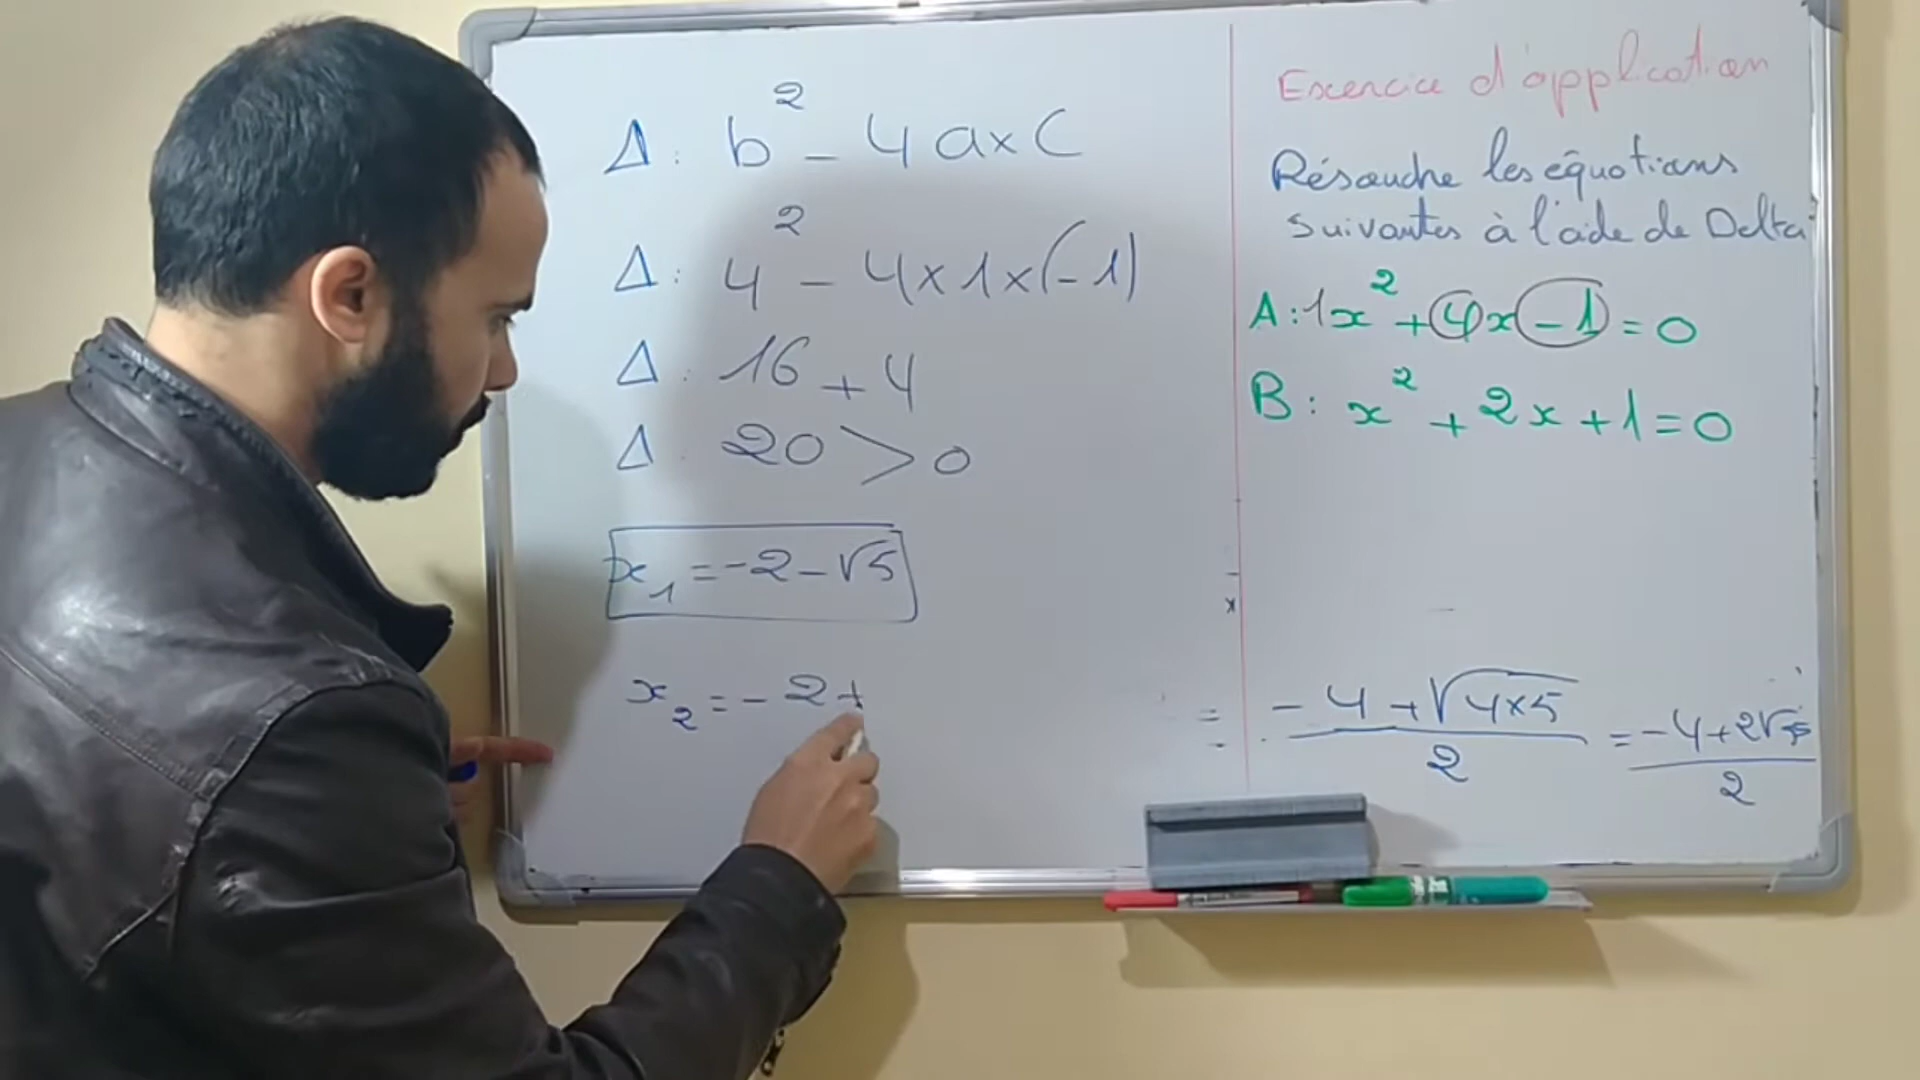 Δ : b² - 4a×C
Δ : 4² - 4×1×(-1)
Δ : 16 + 4
Δ : 20 > 0
x₁ = -2-√5
x₂ = -2+
Exercice d'application
Résoudre les équations
suivantes à l'aide de Delta
A : 1x² + 4x - 1 = 0
B : x² + 2x + 1 = 0
= (-4+√(4×5))/2 = (-4+2√5)/2